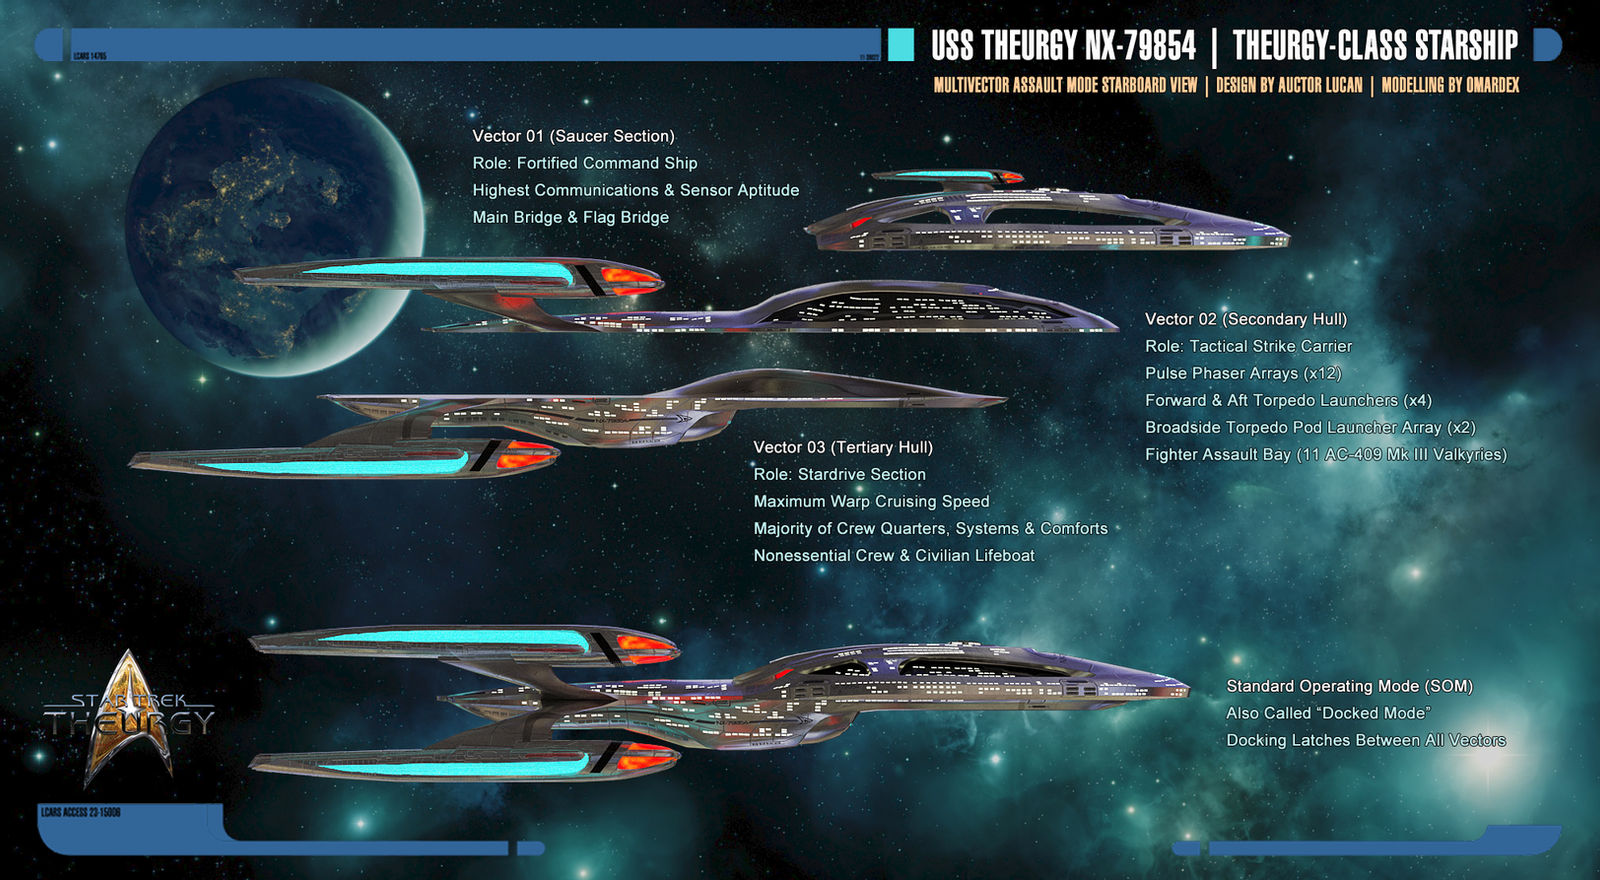 LCARS 14765
USS THEURGY NX-79854 | THEURGY-CLASS STARSHIP
MULTIVECTOR ASSAULT MODE STARBOARD VIEW | DESIGN BY AUCTOR LUCAN | MODELLING BY OMARDEX
Vector 01 (Saucer Section)
Role: Fortified Command Ship
Highest Communications & Sensor Aptitude
Main Bridge & Flag Bridge
Vector 02 (Secondary Hull)
Role: Tactical Strike Carrier
Pulse Phaser Arrays (x12)
Forward & Aft Torpedo Launchers (x4)
Broadside Torpedo Pod Launcher Array (x2)
Fighter Assault Bay (11 AC-409 Mk III Valkyries)
Vector 03 (Tertiary Hull)
Role: Stardrive Section
Maximum Warp Cruising Speed
Majority of Crew Quarters, Systems & Comforts
Nonessential Crew & Civilian Lifeboat
Standard Operating Mode (SOM)
Also Called “Docked Mode”
Docking Latches Between All Vectors
STAR TREK
THEURGY
LCARS ACCESS 23-15006